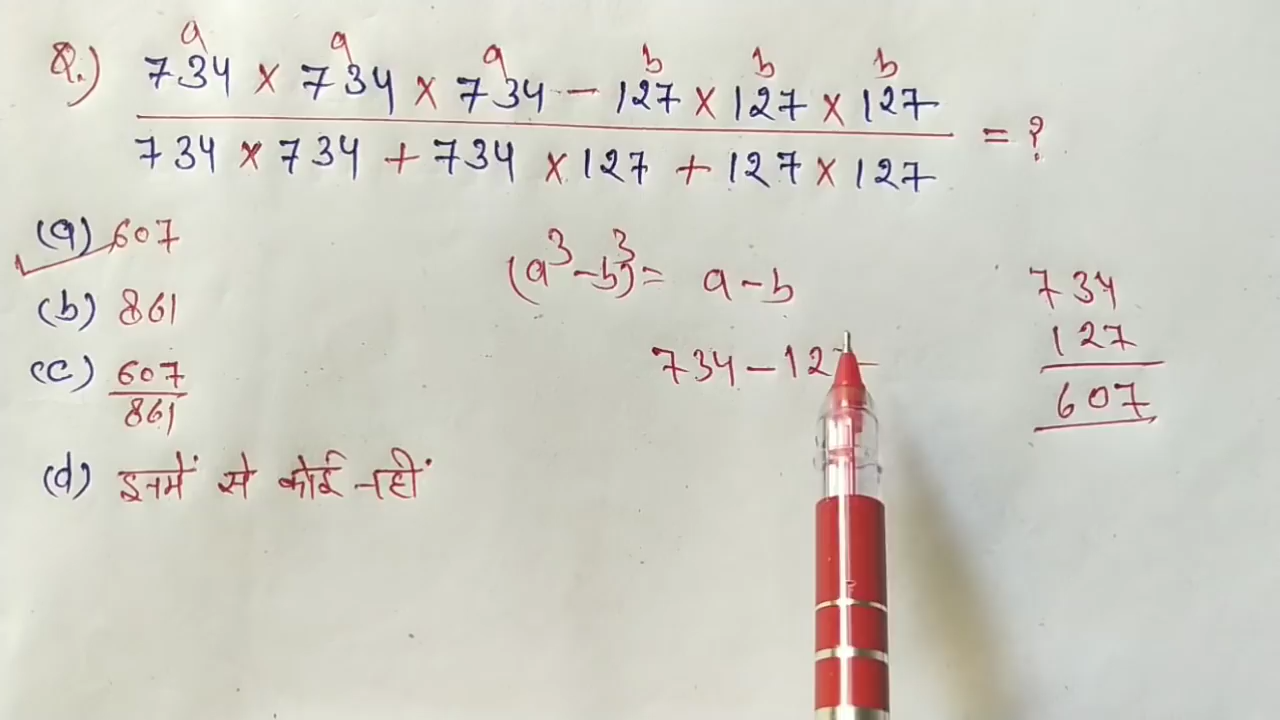 a a a b b b
Q.) 734 × 734 × 734 − 127 × 127 × 127
734 × 734 + 734 × 127 + 127 × 127
= ?
(a) 607
(a³−b³)= a−b
734
(b) 861
127
734−127
(c) 607
861
607
(d) इनमें से कोई नहीं